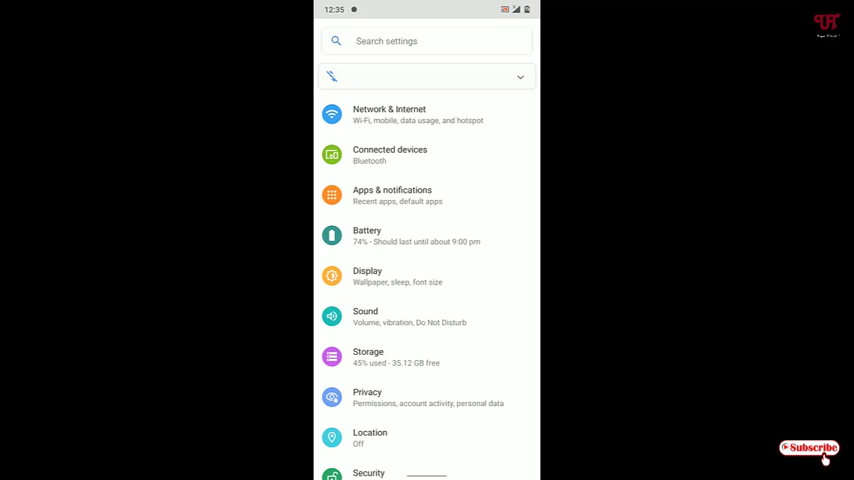 12:35
Search settings
Network & Internet
Wi-Fi, mobile, data usage, and hotspot
Connected devices
Bluetooth
Apps & notifications
Recent apps, default apps
Battery
74% - Should last until about 9:00 pm
Display
Wallpaper, sleep, font size
Sound
Volume, vibration, Do Not Disturb
Storage
45% used - 35.12 GB free
Privacy
Permissions, account activity, personal data
Location
Off
Security
Subscribe